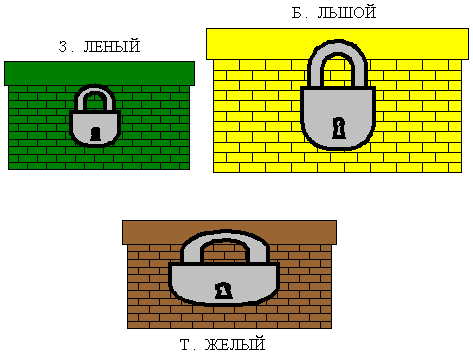 Б . ЛЬШОЙ
З . ЛЕНЫЙ
Т . ЖЕЛЫЙ